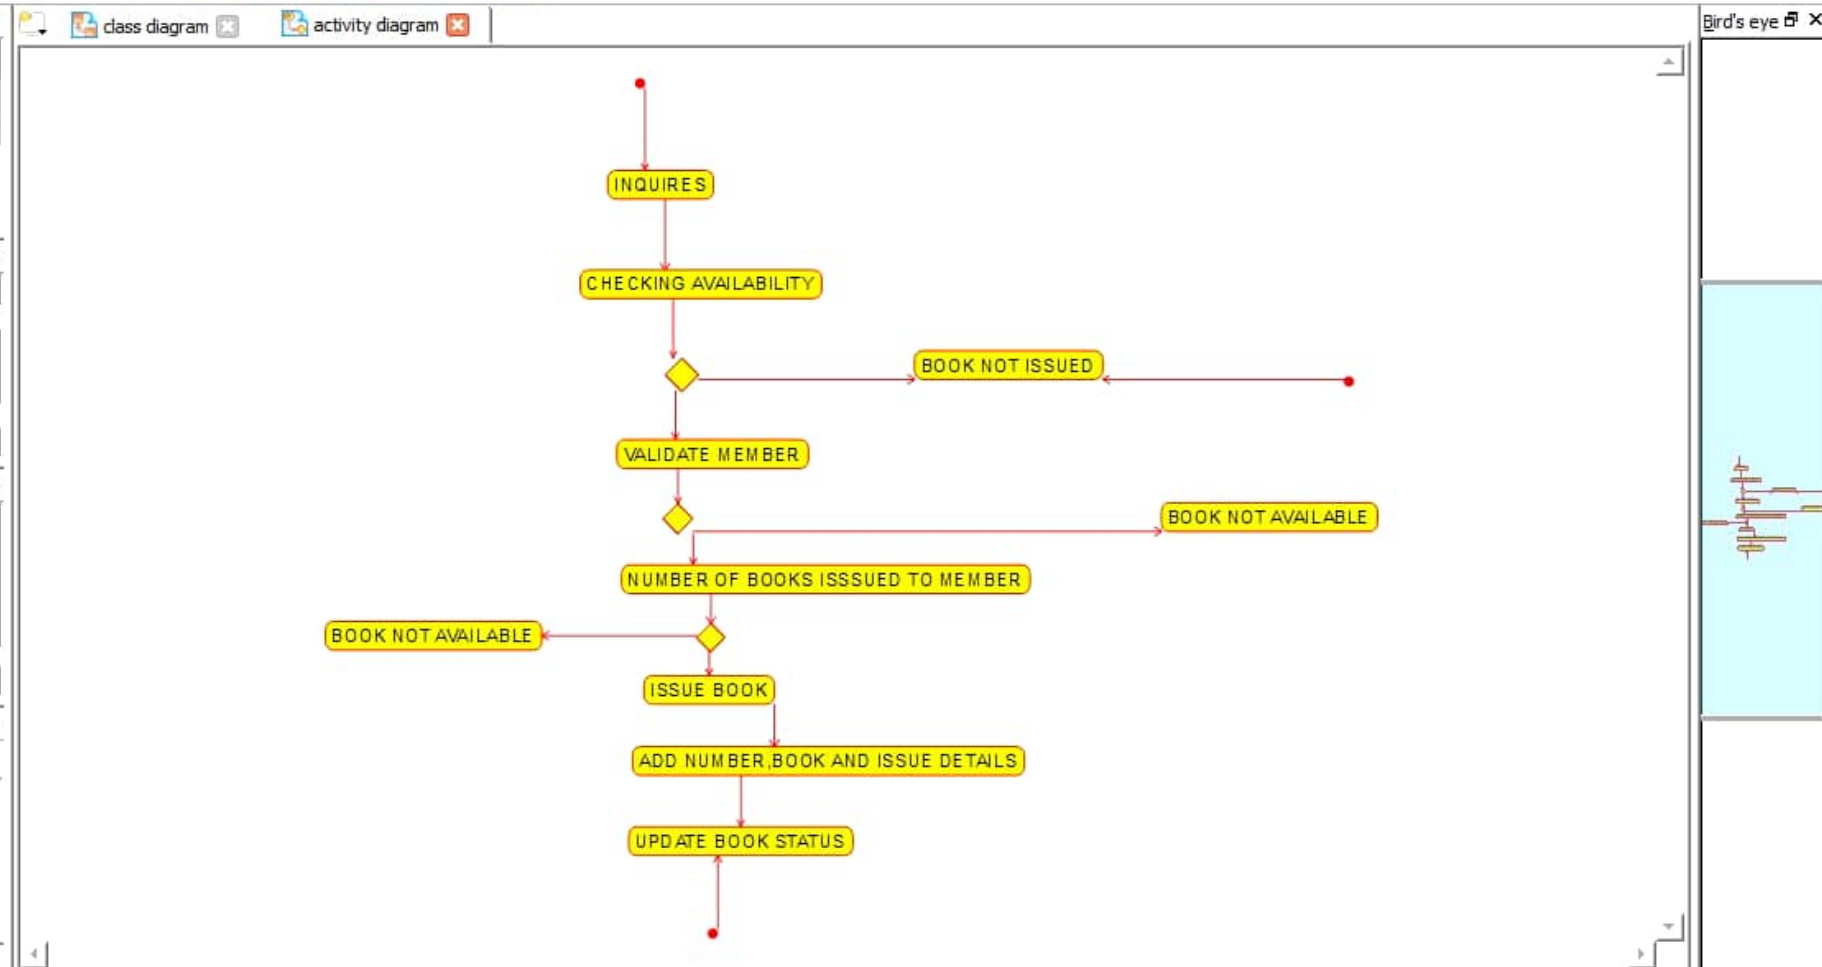 class diagram
activity diagram
Bird's eye
INQUIRES
CHECKING AVAILABILITY
BOOK NOT ISSUED
VALIDATE MEMBER
BOOK NOT AVAILABLE
NUMBER OF BOOKS ISSSUED TO MEMBER
BOOK NOT AVAILABLE
ISSUE BOOK
ADD NUMBER,BOOK AND ISSUE DETAILS
UPDATE BOOK STATUS